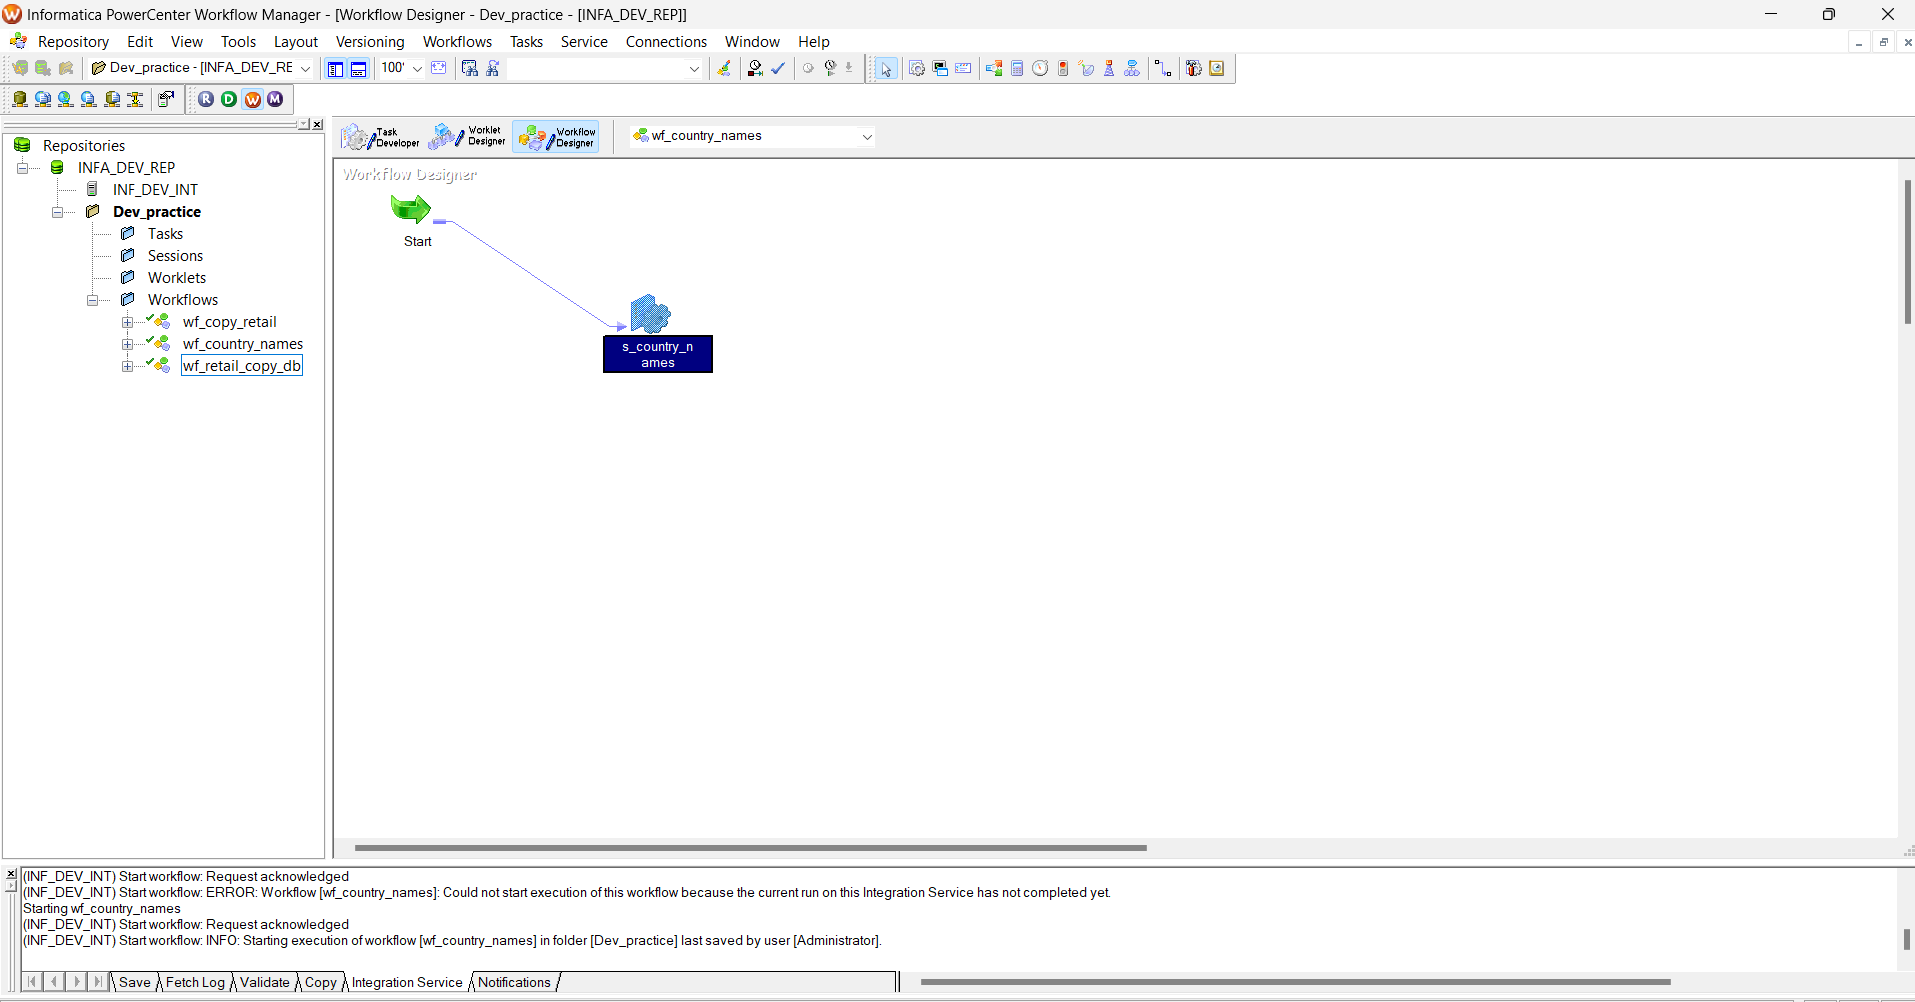 Informatica PowerCenter Workflow Manager - [Workflow Designer - Dev_practice - [INFA_DEV_REP]]
Repository Edit View Tools Layout Versioning Workflows Tasks Service Connections Window Help
Dev_practice - [INFA_DEV_RE 100'
R D W M
Task Developer Worklet Designer Workflow Designer wf_country_names
Repositories
INFA_DEV_REP
INF_DEV_INT
Dev_practice
Tasks
Sessions
Worklets
Workflows
wf_copy_retail
wf_country_names
wf_retail_copy_db
Workflow Designer
Start
s_country_n
ames
(INF_DEV_INT) Start workflow: Request acknowledged
(INF_DEV_INT) Start workflow: ERROR: Workflow [wf_country_names]: Could not start execution of this workflow because the current run on this Integration Service has not completed yet.
Starting wf_country_names
(INF_DEV_INT) Start workflow: Request acknowledged
(INF_DEV_INT) Start workflow: INFO: Starting execution of workflow [wf_country_names] in folder [Dev_practice] last saved by user [Administrator].
Save Fetch Log Validate Copy Integration Service Notifications